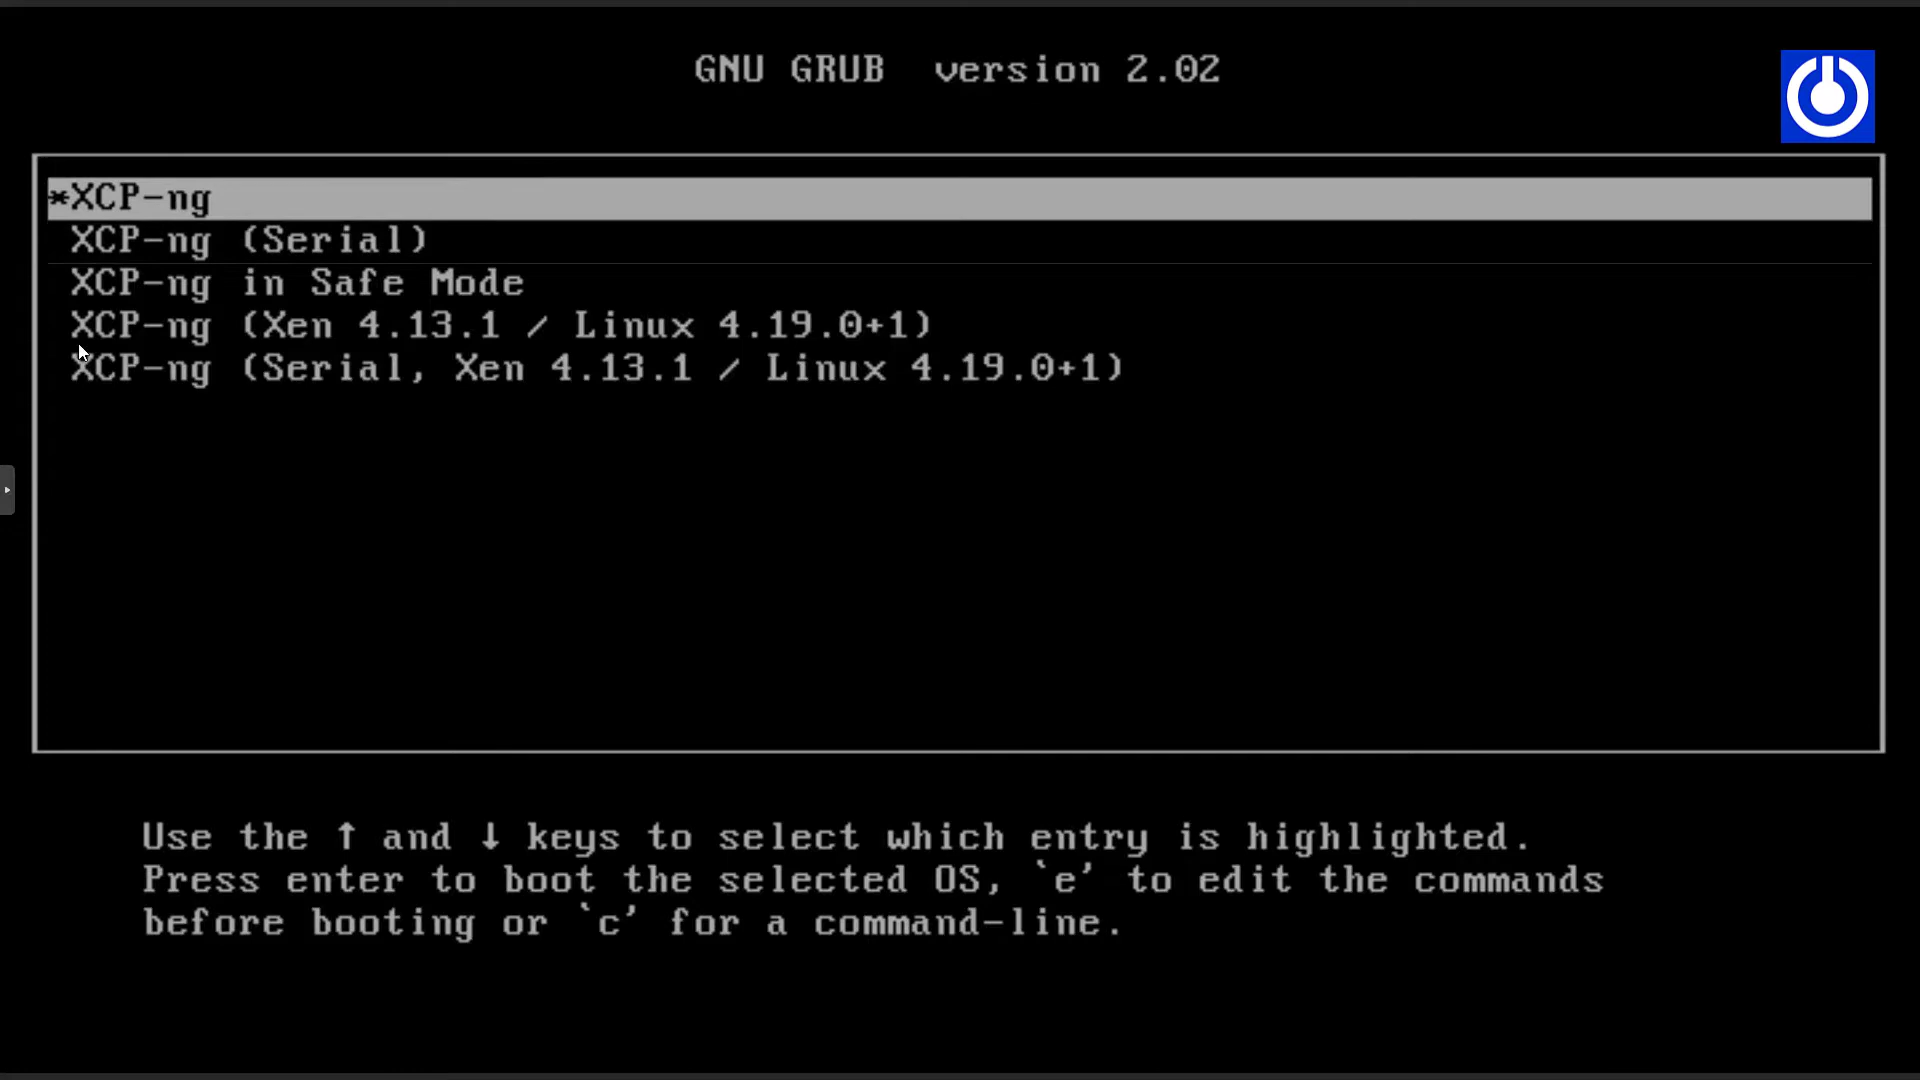 GNU GRUB  version 2.02
*XCP-ng
XCP-ng (Serial)
XCP-ng in Safe Mode
XCP-ng (Xen 4.13.1 / Linux 4.19.0+1)
XCP-ng (Serial, Xen 4.13.1 / Linux 4.19.0+1)
Use the ↑ and ↓ keys to select which entry is highlighted.
Press enter to boot the selected OS, `e' to edit the commands
before booting or `c' for a command-line.